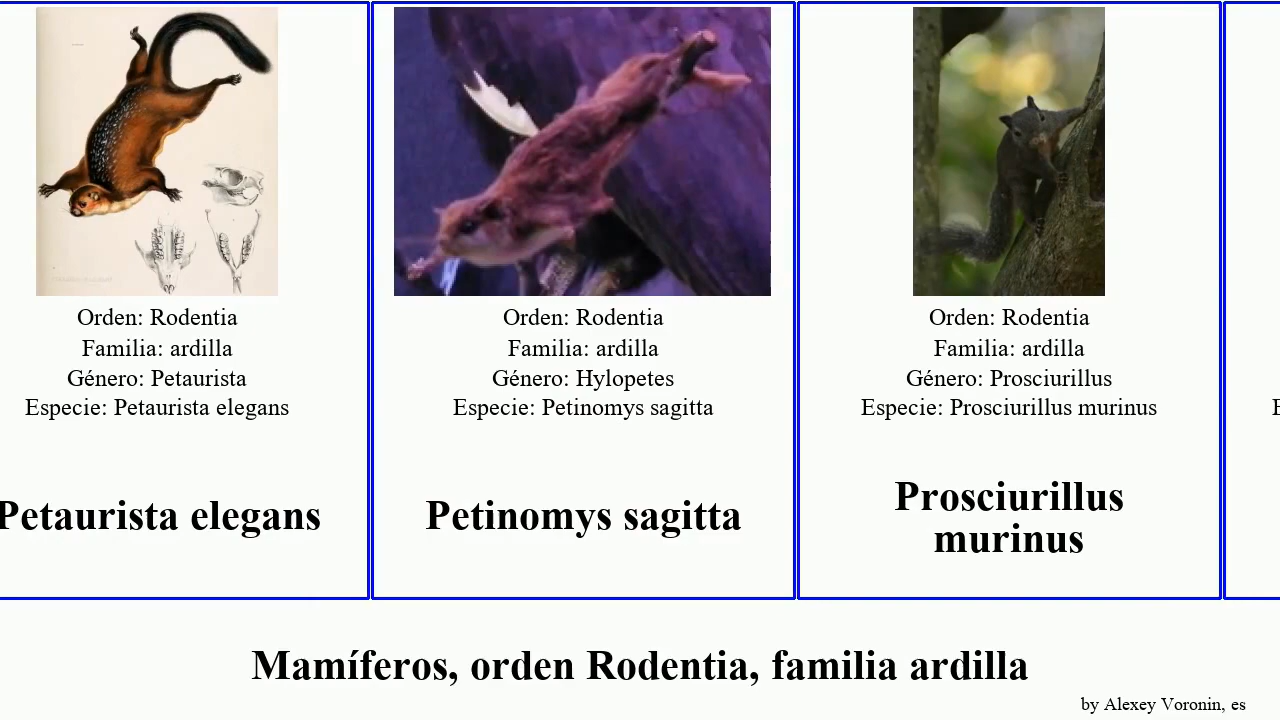 Orden: Rodentia
Familia: ardilla
Género: Petaurista
Especie: Petaurista elegans
Petaurista elegans
Orden: Rodentia
Familia: ardilla
Género: Hylopetes
Especie: Petinomys sagitta
Petinomys sagitta
Orden: Rodentia
Familia: ardilla
Género: Prosciurillus
Especie: Prosciurillus murinus
Prosciurillus
murinus
E
Mamíferos, orden Rodentia, familia ardilla
by Alexey Voronin, es